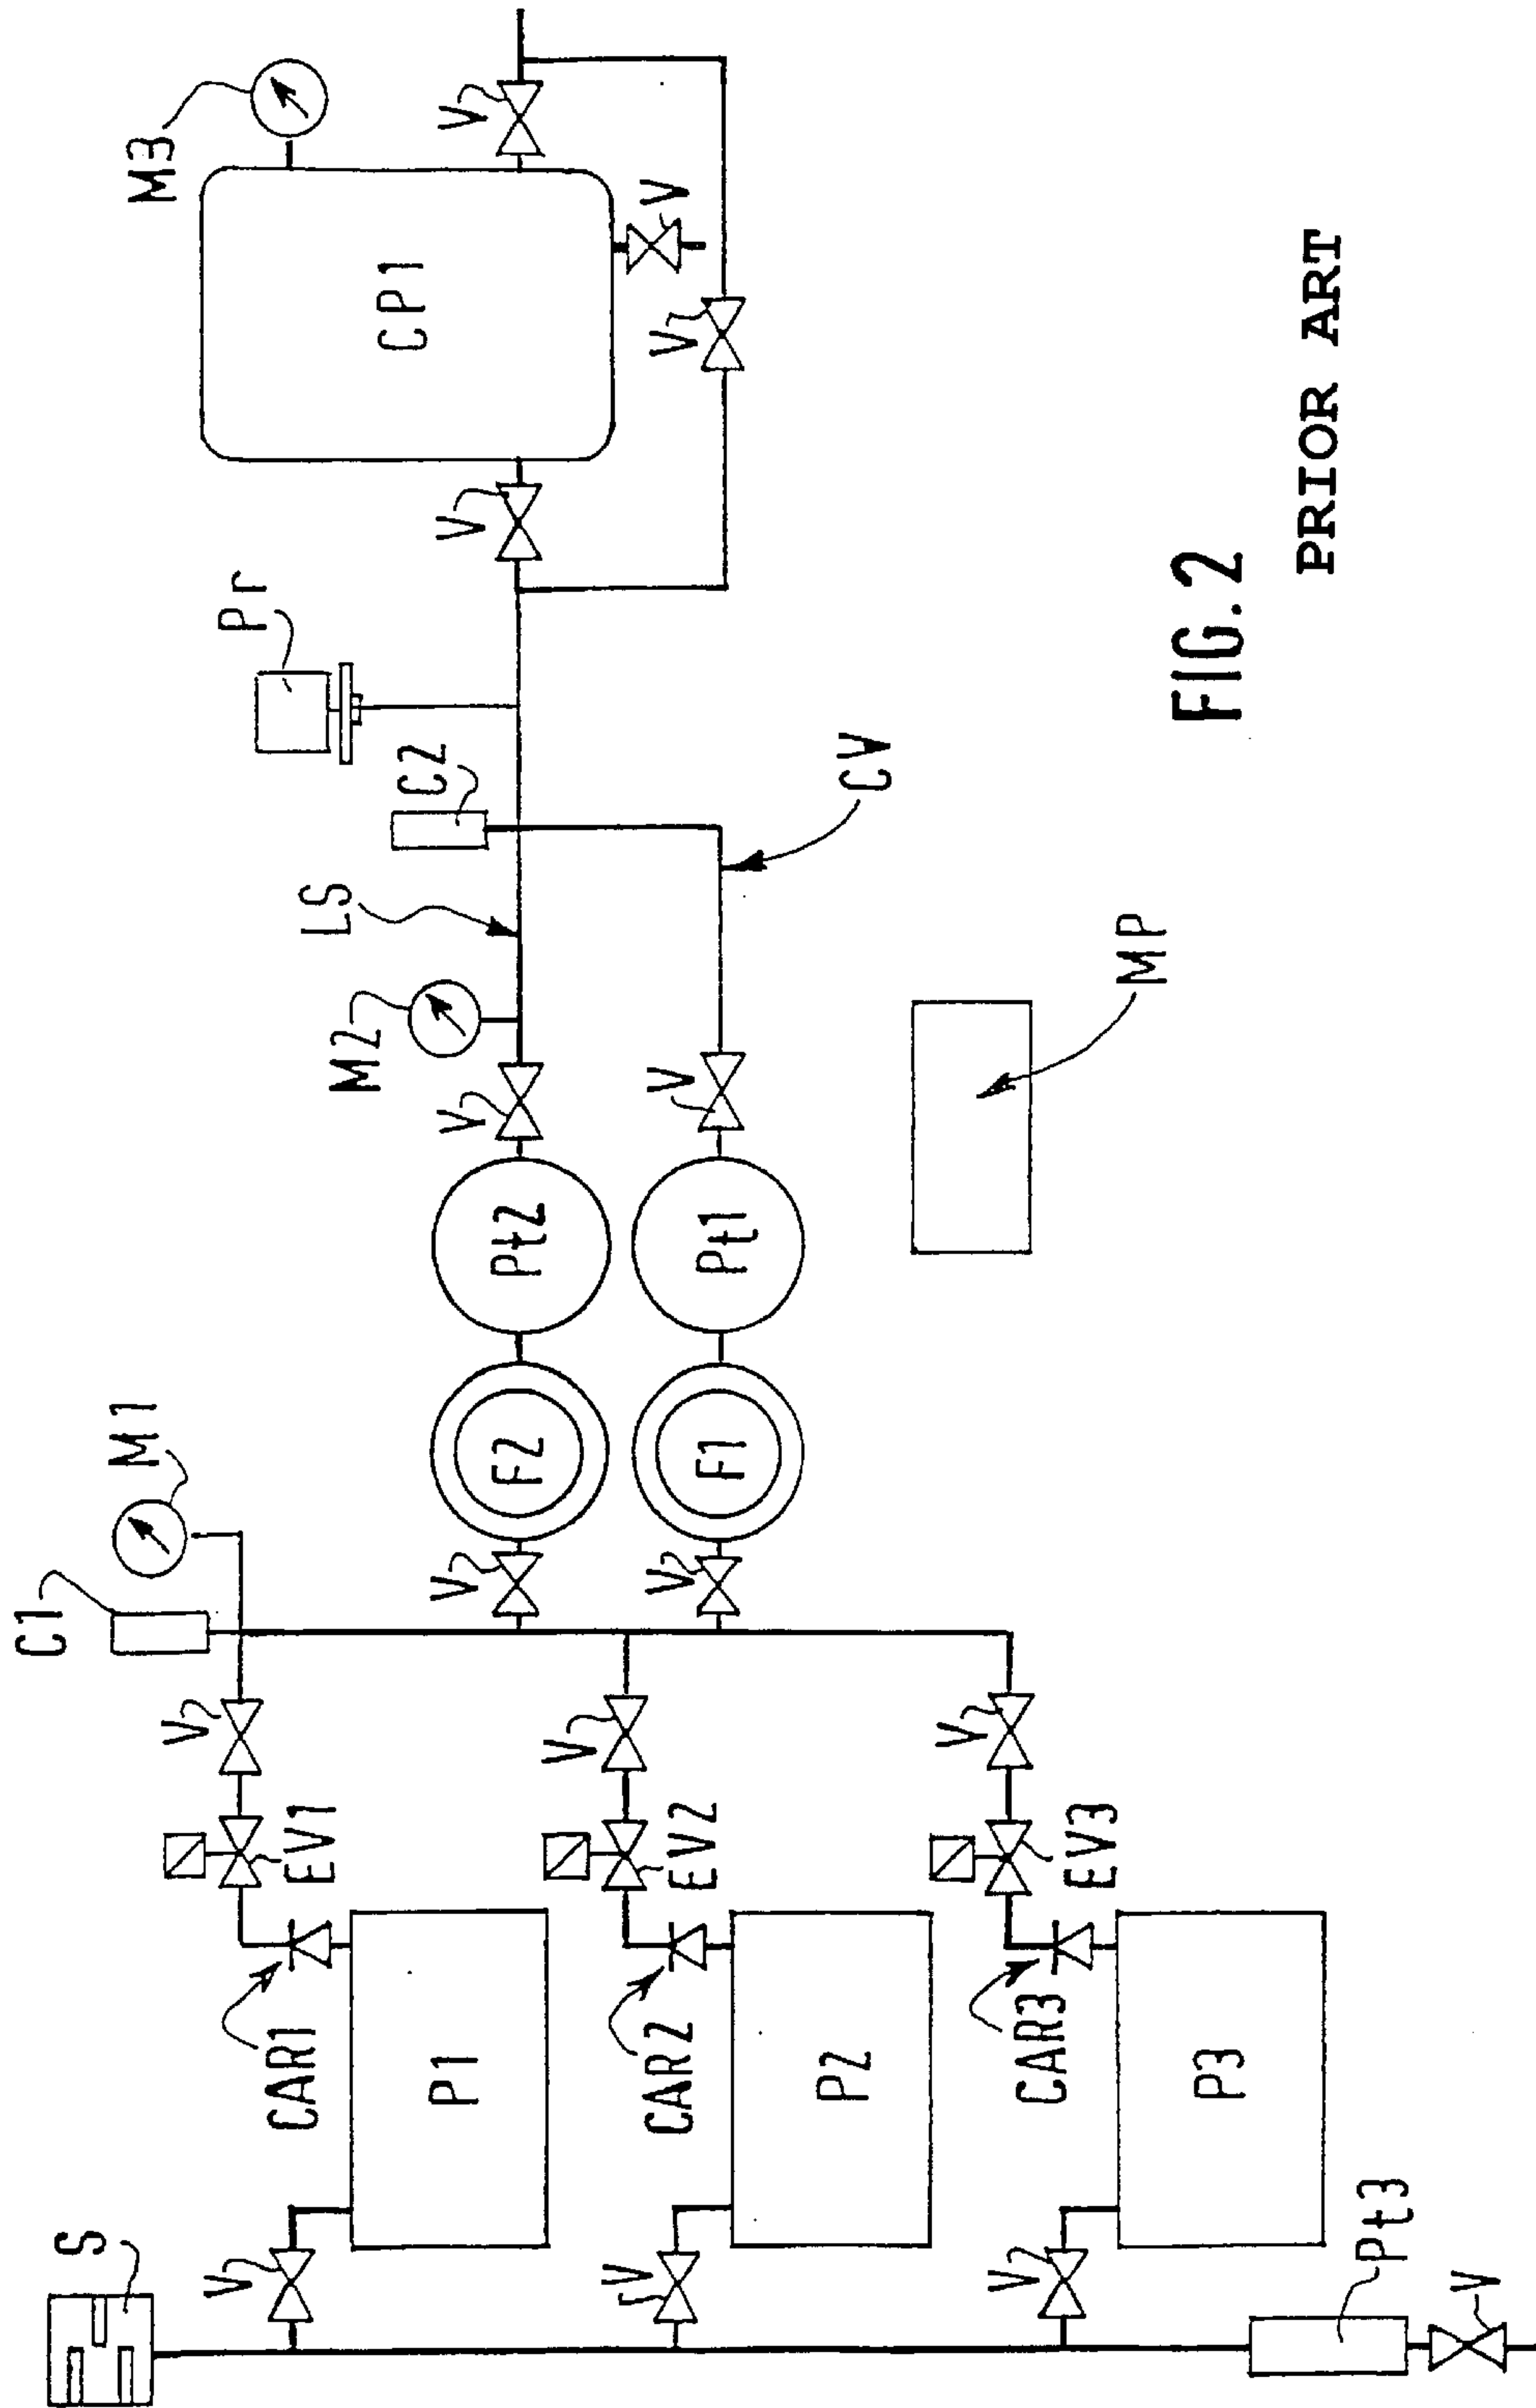 C1
S
M1
M3
V
V
Pr
CAR1
EV1
LS
M2
CP1
C2
P1
V
V
V
V
F2
Pt2
V
V
V
V
V
V
CAR2
EV2
F1
Pt1
P2
CV
V
V
CAR3
EV3
MP
P3
FIG.2
PRIOR ART
Pt3
V